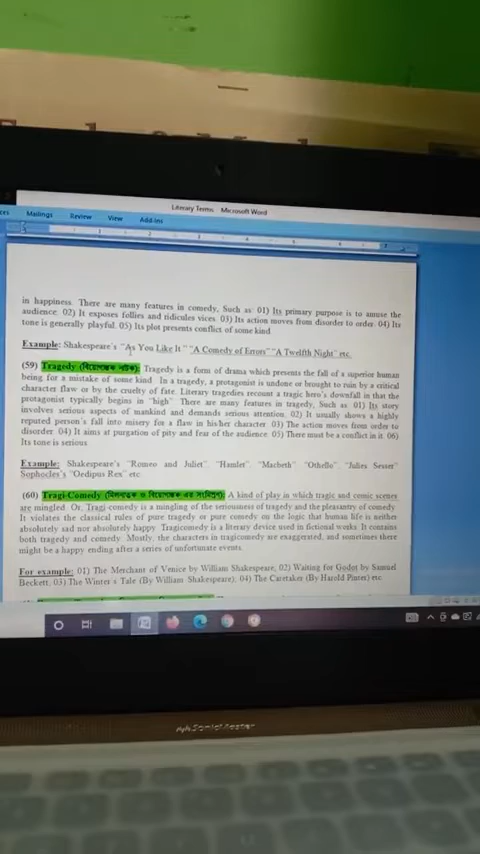 Literary Terms - Microsoft Word
Mailings Review View Add-Ins
in happiness. There are many features in comedy, Such as: 01) Its primary purpose is to amuse the
audience. 02) It exposes follies and ridicules vices. 03) Its action moves from disorder to order. 04) Its
tone is generally playful. 05) Its plot presents conflict of some kind.
Example: Shakespeare's "As You Like It" "A Comedy of Errors" "A Twelfth Night" etc.
(59) Tragedy (বিয়োগান্তক নাটক): Tragedy is a form of drama which presents the fall of a superior human
being for a mistake of some kind. In a tragedy, a protagonist is undone or brought to ruin by a critical
character flaw or by the cruelty of fate. Literary tragedies recount a tragic hero's downfall in that the
protagonist typically begins in "high" There are many features in tragedy, Such as: 01) Its story
involves serious aspects of mankind and demands serious attention. 02) It usually shows a highly
reputed person's fall into misery for a flaw in his character. 03) The action moves from order to
disorder. 04) It aims at purgation of pity and fear of the audience. 05) There must be a conflict in it. 06)
Its tone is serious.
Example: Shakespeare's "Romeo and Juliet". "Hamlet". "Macbeth". "Othello". "Julies Sesser"
Sophocles's "Oedipus Rex" etc
(60) Tragi-Comedy A kind of play in which tragic and comic scenes
are mingled. Or, Tragi-comedy is a mingling of the seriousness of tragedy and the pleasantry of comedy.
It violates the classical rules of pure tragedy or pure comedy on the logic that human life is neither
absolutely sad nor absolutely happy. Tragicomedy is a literary device used in fictional works. It contains
both tragedy and comedy. Mostly, the characters in tragicomedy are exaggerated, and sometimes there
might be a happy ending after a series of unfortunate events.
For example: 01) The Merchant of Venice by William Shakespeare, 02) Waiting for Godot by Samuel
Beckett, 03) The Winter's Tale (By William Shakespeare), 04) The Caretaker (By Harold Pinter) etc.